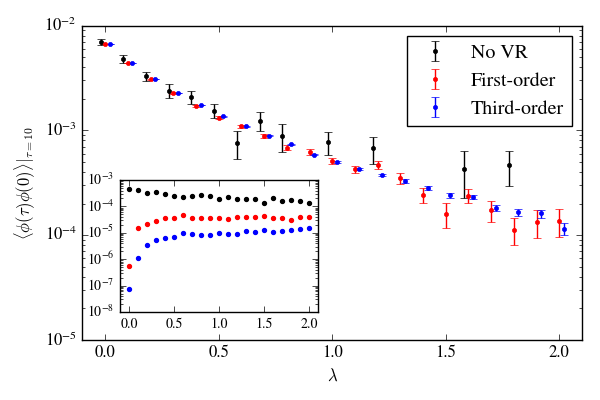 10⁻²
No VR
First-order
Third-order
10⁻³
10⁻⁴
10⁻⁵
⟨ϕ(τ)ϕ(0)⟩|τ=10
10⁻³
10⁻⁴
10⁻⁵
10⁻⁶
10⁻⁷
10⁻⁸
0.0 0.5 1.0 1.5 2.0
0.0 0.5 1.0 1.5 2.0
λ